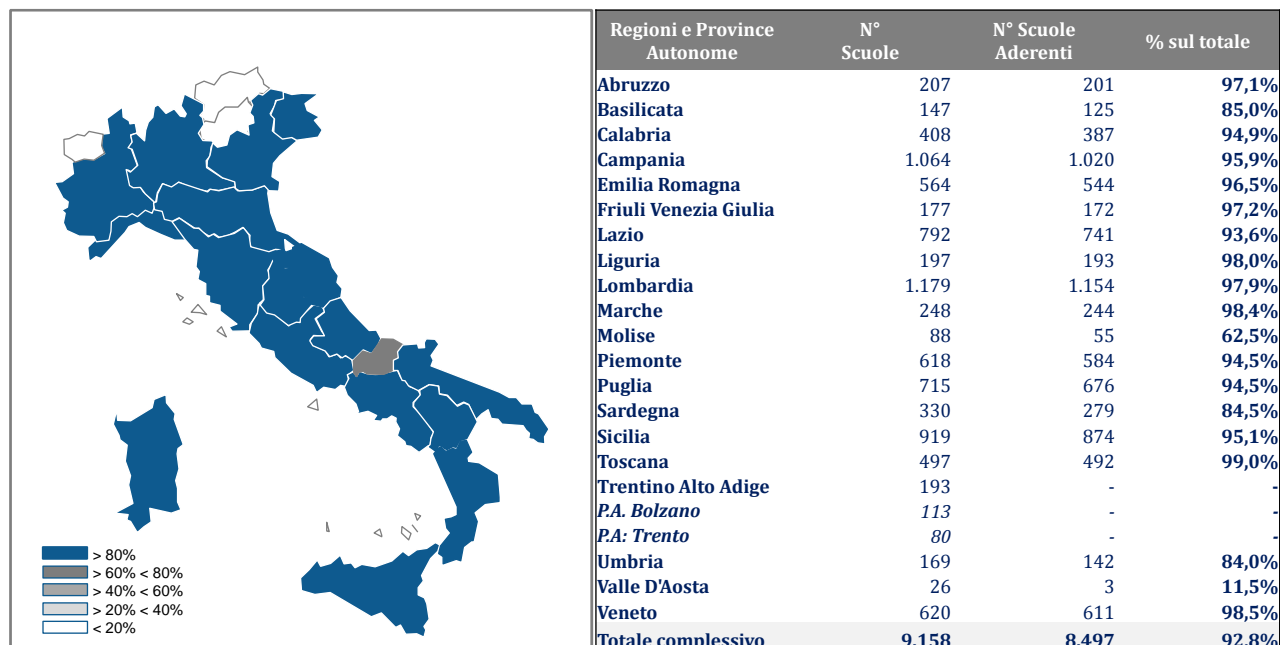 > 80%
> 60% < 80%
> 40% < 60%
> 20% < 40%
< 20%
Regioni e Province Autonome N° Scuole N° Scuole Aderenti % sul totale
Abruzzo 207 201 97,1%
Basilicata 147 125 85,0%
Calabria 408 387 94,9%
Campania 1.064 1.020 95,9%
Emilia Romagna 564 544 96,5%
Friuli Venezia Giulia 177 172 97,2%
Lazio 792 741 93,6%
Liguria 197 193 98,0%
Lombardia 1.179 1.154 97,9%
Marche 248 244 98,4%
Molise 88 55 62,5%
Piemonte 618 584 94,5%
Puglia 715 676 94,5%
Sardegna 330 279 84,5%
Sicilia 919 874 95,1%
Toscana 497 492 99,0%
Trentino Alto Adige 193 - -
P.A. Bolzano 113 - -
P.A: Trento 80 - -
Umbria 169 142 84,0%
Valle D'Aosta 26 3 11,5%
Veneto 620 611 98,5%
Totale complessivo 9.158 8.497 92,8%